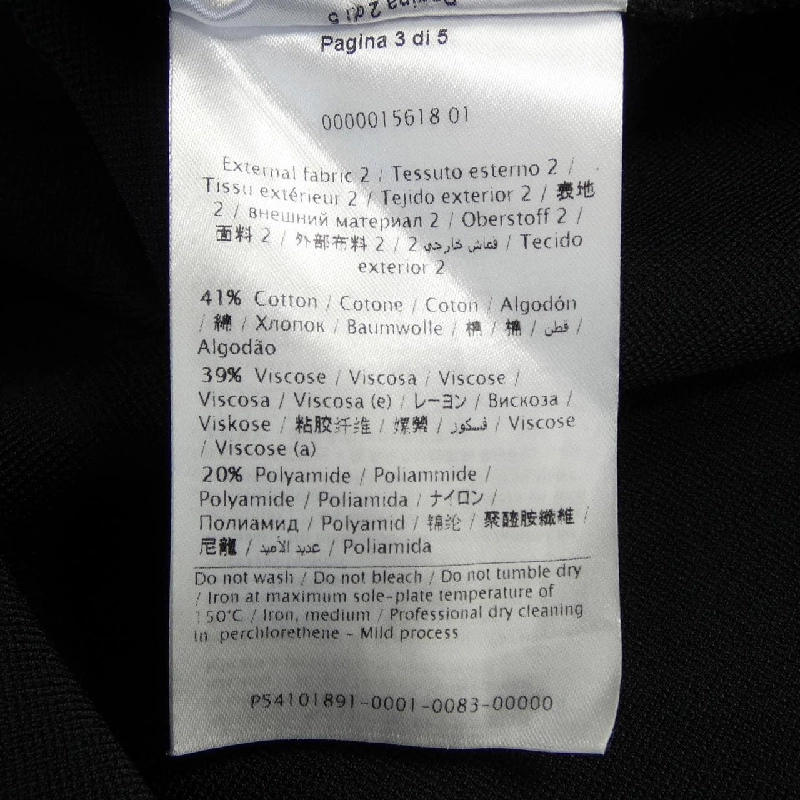 Pagina 2 di 5
Pagina 3 di 5
0000015618 01
External fabric 2 / Tessuto esterno 2 /
Tissu extérieur 2 / Tejido exterior 2 / 表地
2 / внешний материал 2 / Oberstoff 2 /
面料 2 / 外部布料 2 / قماش خارجي 2 / Tecido
exterior 2
41% Cotton / Cotone / Coton / Algodón
/ 綿 / Хлопок / Baumwolle / 棉 / 棉 / قطن /
Algodão
39% Viscose / Viscosa / Viscose /
Viscosa / Viscosa (e) / レーヨン / Вискоза /
Viskose / 粘胶纤维 / 嫘縈 / فسكوز / Viscose
/ Viscose (a)
20% Polyamide / Poliammide /
Polyamide / Poliamida / ナイロン /
Полиамид / Polyamid / 锦纶 / 聚醯胺纖維 /
尼龍 / عديد الأميد / Poliamida
Do not wash / Do not bleach / Do not tumble dry
/ Iron at maximum sole-plate temperature of
150°C / Iron, medium / Professional dry cleaning
in perchlorethene - Mild process
P54101891-0001-0083-00000